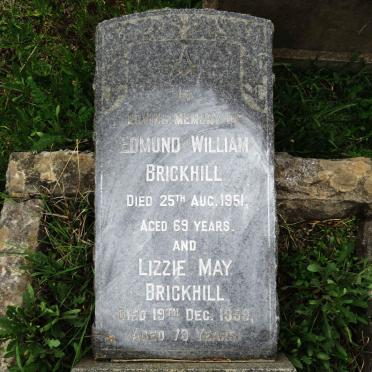 IN
LOVING MEMORY OF
EDMUND WILLIAM
BRICKHILL
DIED 25TH AUG. 1951,
AGED 69 YEARS.
AND
LIZZIE MAY
BRICKHILL
DIED 19TH DEC.
AGED YEARS